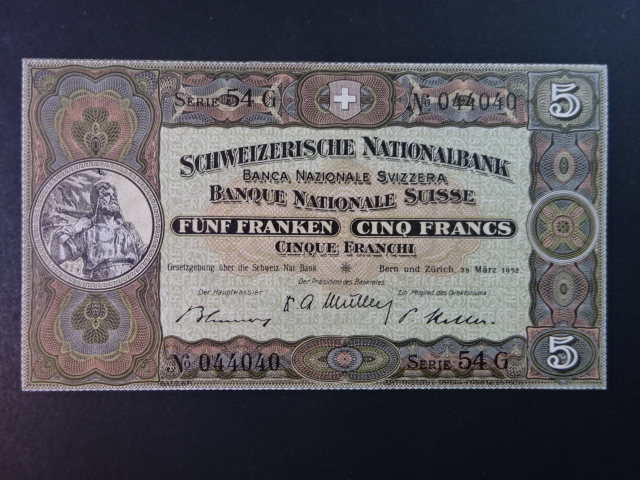 SERIE 54 G No 044040 5
SCHWEIZERISCHE NATIONALBANK
BANCA NAZIONALE SVIZZERA
BANQUE NATIONALE SUISSE
FÜNF FRANKEN CINQ FRANCS
CINQUE FRANCHI
Gesetzgebung über die Schweiz. Nat. Bank Bern und Zürich, 28. März 1952
Der Präsident des Bankrates
Der Hauptkassier Ein Mitglied des Direktoriums
No 044040 SERIE 54 G 5